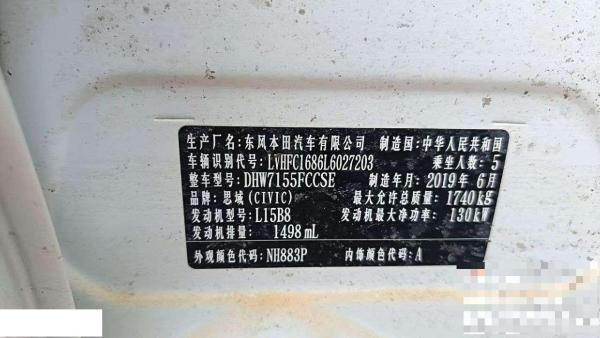 生产厂名：东风本田汽车有限公司 制造国：中华人民共和国
车辆识别代号：LVHFC1686L6027203 乘坐人数：5
整车型号：DHW7155FCCSE 制造年月：2019年6月
品牌：思域(CIVIC) 最大允许总质量：1740kg
发动机型号：L15B8 发动机最大净功率：130kW
发动机排量：1498mL
外观颜色代码：NH883P 内饰颜色代码：A